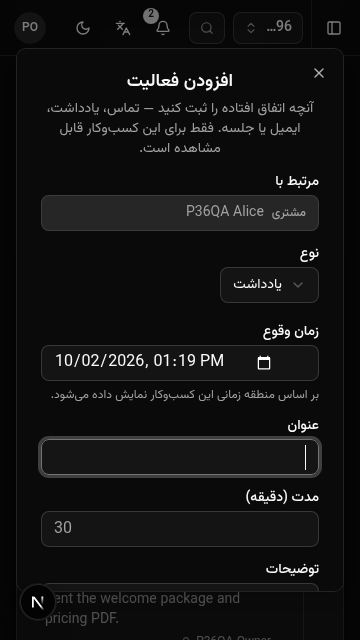 PO
2
96...
افزودن فعالیت
آنچه اتفاق افتاده را ثبت کنید — تماس، یادداشت،
ایمیل یا جلسه. فقط برای این کسب‌وکار قابل
مشاهده است.
مرتبط با
مشتری P36QA Alice
نوع
یادداشت
زمان وقوع
10/02/2026, 01:19 PM
بر اساس منطقه زمانی این کسب‌وکار نمایش داده می‌شود.
عنوان
مدت (دقیقه)
30
توضیحات
ent the welcome package and
pricing PDF.
P36QA Owner
N